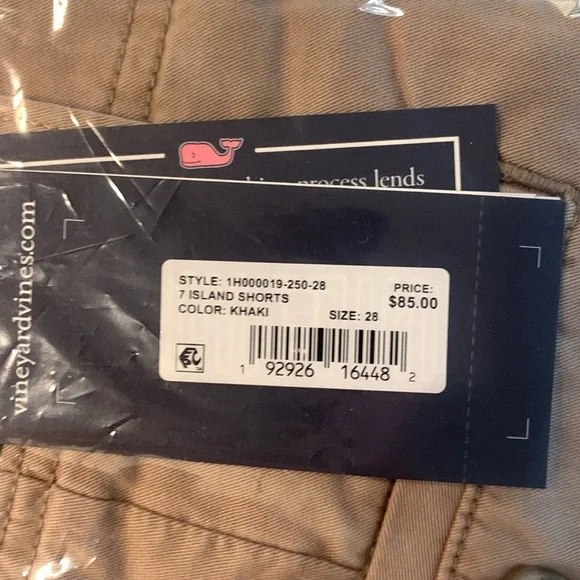 process lends
vineyardvines.com
STYLE: 1H000019-250-28
7 ISLAND SHORTS
COLOR: KHAKI
SIZE: 28
PRICE:
$85.00
1 92926 16448 2